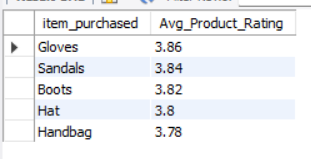 item_purchased Avg_Product_Rating
Gloves 3.86
Sandals 3.84
Boots 3.82
Hat 3.8
Handbag 3.78